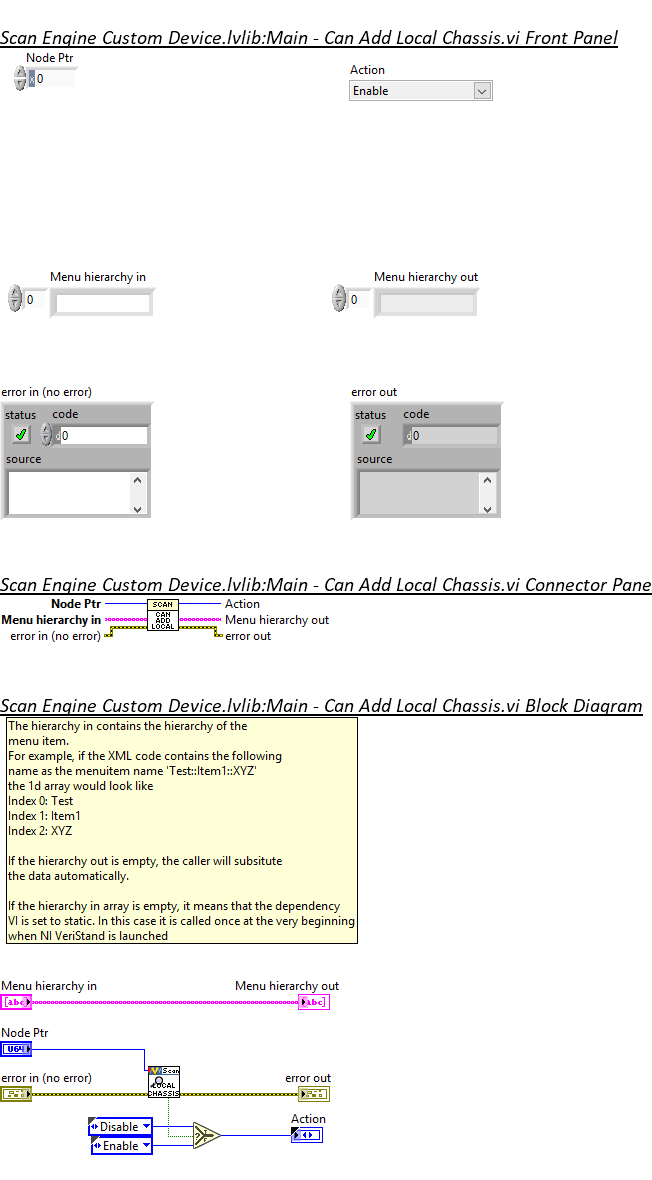 Scan Engine Custom Device.lvlib:Main - Can Add Local Chassis.vi Front Panel
Node Ptr
x 0
Action
Enable
Menu hierarchy in
0
Menu hierarchy out
0
error in (no error)
status code
d 0
source
error out
status code
d 0
source
Scan Engine Custom Device.lvlib:Main - Can Add Local Chassis.vi Connector Pane
Node Ptr
Menu hierarchy in
error in (no error)
SCAN
CAN
ADD
LOCAL
Action
Menu hierarchy out
error out
Scan Engine Custom Device.lvlib:Main - Can Add Local Chassis.vi Block Diagram
The hierarchy in contains the hierarchy of the
menu item.
For example, if the XML code contains the following
name as the menuitem name 'Test::Item1::XYZ'
the 1d array would look like
Index 0: Test
Index 1: Item1
Index 2: XYZ
If the hierarchy out is empty, the caller will subsitute
the data automatically.
If the hierarchy in array is empty, it means that the dependency
VI is set to static. In this case it is called once at the very beginning
when NI VeriStand is launched
Menu hierarchy in
[abc]
Menu hierarchy out
[abc]
Node Ptr
U64
Scan
LOCAL
CHASSIS
error in (no error)
error out
Disable
Enable
? T F
Action